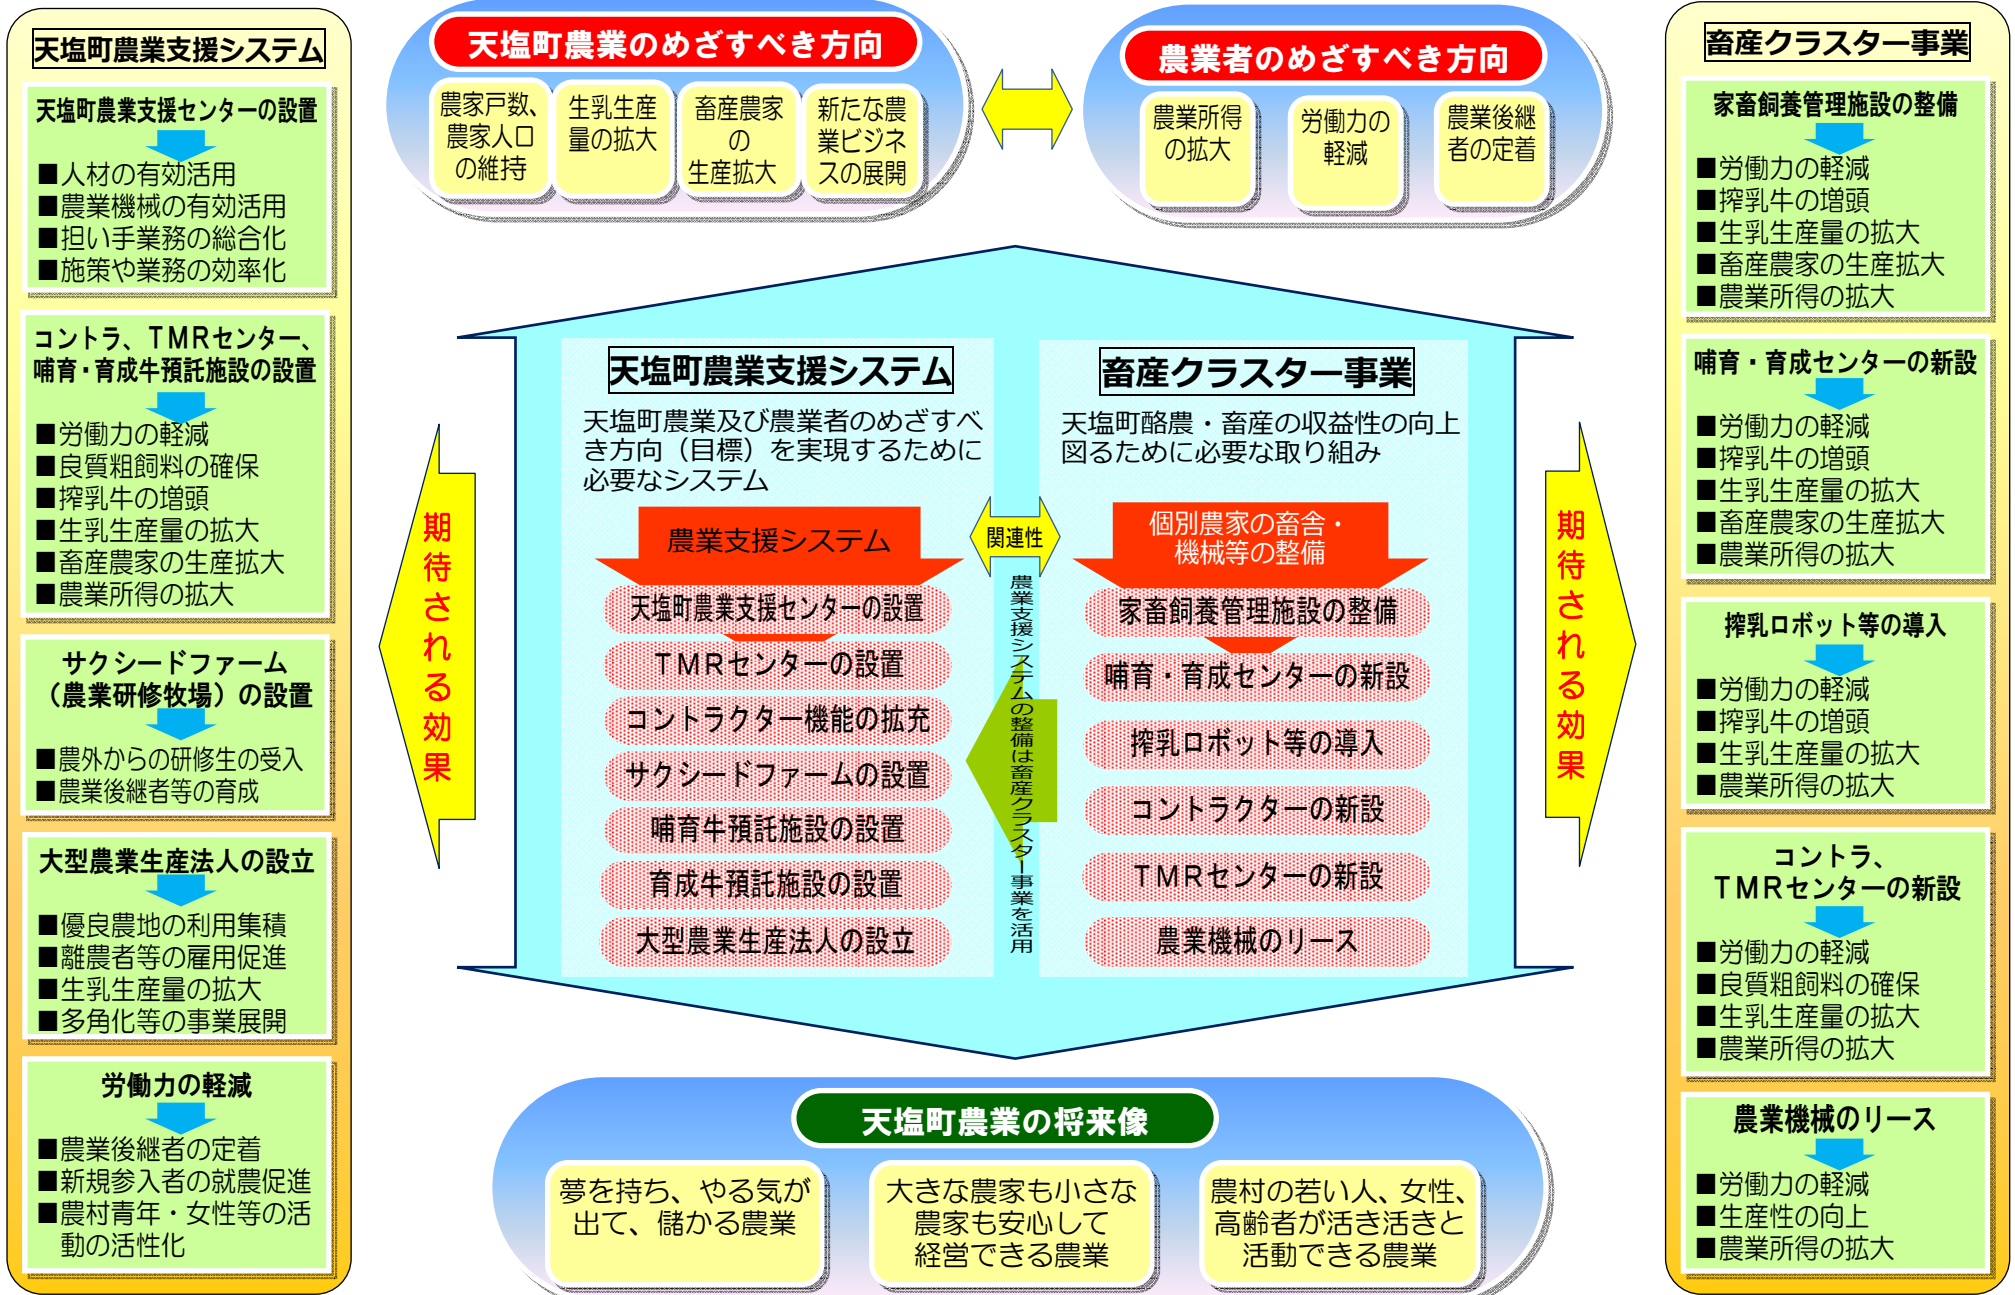 天塩町農業支援システム
天塩町農業支援センターの設置
■人材の有効活用
■農業機械の有効活用
■担い手業務の総合化
■施策や業務の効率化
コントラ、TMRセンター、
哺育・育成牛預託施設の設置
■労働力の軽減
■良質粗飼料の確保
■搾乳牛の増頭
■生乳生産量の拡大
■畜産農家の生産拡大
■農業所得の拡大
サクシードファーム
（農業研修牧場）の設置
■農外からの研修生の受入
■農業後継者等の育成
大型農業生産法人の設立
■優良農地の利用集積
■離農者等の雇用促進
■生乳生産量の拡大
■多角化等の事業展開
労働力の軽減
■農業後継者の定着
■新規参入者の就農促進
■農村青年・女性等の活
動の活性化
天塩町農業のめざすべき方向
農家戸数、
農家人口
の維持
生乳生産
量の拡大
畜産農家
の
生産拡大
新たな農
業ビジネ
スの展開
農業者のめざすべき方向
農業所得
の拡大
労働力の
軽減
農業後継
者の定着
期待される効果
天塩町農業支援システム
天塩町農業及び農業者のめざすべ
き方向（目標）を実現するために
必要なシステム
農業支援システム
天塩町農業支援センターの設置
TMRセンターの設置
コントラクター機能の拡充
サクシードファームの設置
哺育牛預託施設の設置
育成牛預託施設の設置
大型農業生産法人の設立
関連性
農業支援システムの整備は畜産クラスター事業を活用
畜産クラスター事業
天塩町酪農・畜産の収益性の向上
図るために必要な取り組み
個別農家の畜舎・
機械等の整備
家畜飼養管理施設の整備
哺育・育成センターの新設
搾乳ロボット等の導入
コントラクターの新設
TMRセンターの新設
農業機械のリース
期待される効果
天塩町農業の将来像
夢を持ち、やる気が
出て、儲かる農業
大きな農家も小さな
農家も安心して
経営できる農業
農村の若い人、女性、
高齢者が活き活きと
活動できる農業
畜産クラスター事業
家畜飼養管理施設の整備
■労働力の軽減
■搾乳牛の増頭
■生乳生産量の拡大
■畜産農家の生産拡大
■農業所得の拡大
哺育・育成センターの新設
■労働力の軽減
■搾乳牛の増頭
■生乳生産量の拡大
■畜産農家の生産拡大
■農業所得の拡大
搾乳ロボット等の導入
■労働力の軽減
■搾乳牛の増頭
■生乳生産量の拡大
■農業所得の拡大
コントラ、
TMRセンターの新設
■労働力の軽減
■良質粗飼料の確保
■生乳生産量の拡大
■農業所得の拡大
農業機械のリース
■労働力の軽減
■生産性の向上
■農業所得の拡大